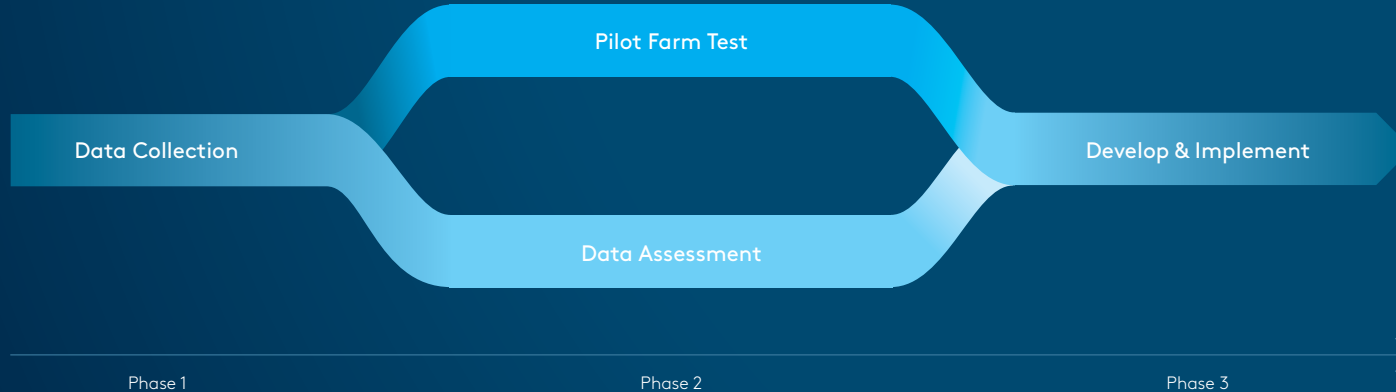 Pilot Farm Test
Data Collection
Develop & Implement
Data Assessment
Phase 1
Phase 2
Phase 3